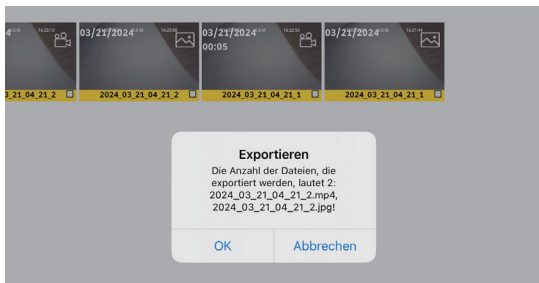 03/21/2024
03/21/2024
00:05
03/21/2024
2024_03_21_04_21_2
2024_03_21_04_21_1
2024_03_21_04_21_1
Exportieren
Die Anzahl der Dateien, die
exportiert werden, lautet 2:
2024_03_21_04_21_2.mp4,
2024_03_21_04_21_2.jpg!
OK
Abbrechen